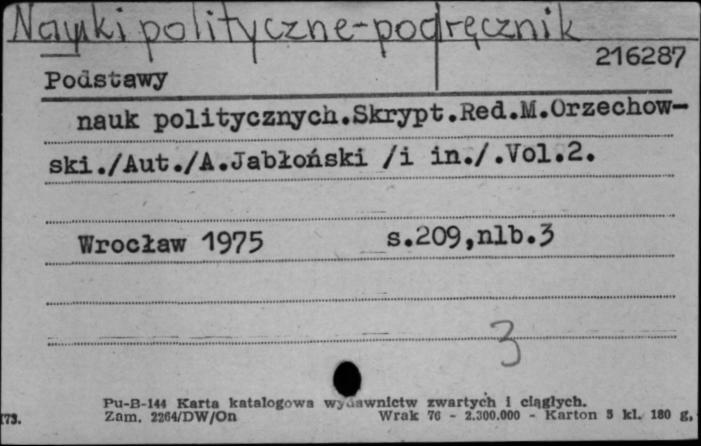 Nauki polityczne-podręcznik
216287
Podstawy
nauk politycznych.Skrypt.Red.M.Orzechow-
ski./Aut./A.Jabłoński /i in./.Vol.2.
Wrocław 1975 s.209,nlb.3
3
Pu-B-144 Karta katalogowa wydawnictw zwartych i ciągłych.
173. Zam. 2264/DW/On Wrak 76 - 2.300.000 - Karton 3 kl. 180 g.